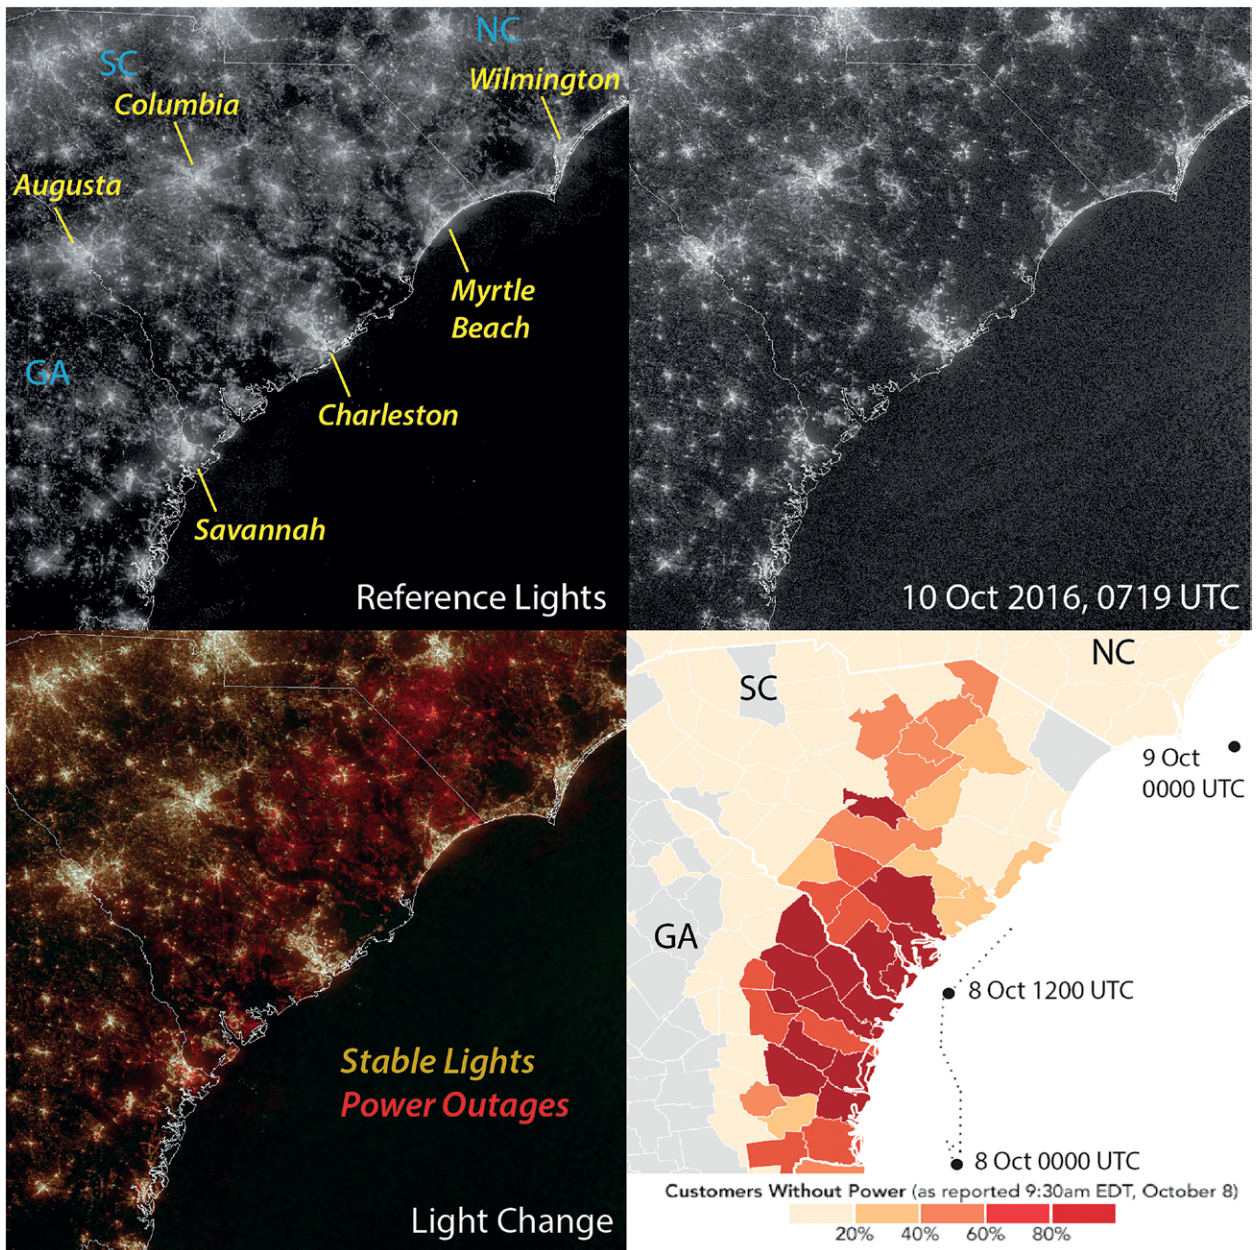 SC
NC
Wilmington
Columbia
Augusta
Myrtle
Beach
GA
Charleston
Savannah
Reference Lights
10 Oct 2016, 0719 UTC
Stable Lights
Power Outages
Light Change
NC
SC
9 Oct
0000 UTC
GA
8 Oct 1200 UTC
8 Oct 0000 UTC
Customers Without Power (as reported 9:30am EDT, October 8)
20% 40% 60% 80%